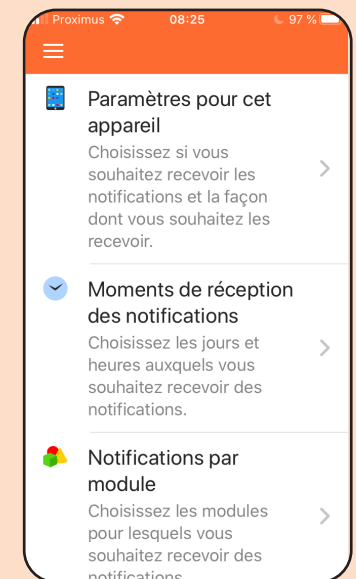 Proximus 08:25 97 %
Paramètres pour cet
appareil
Choisissez si vous
souhaitez recevoir les
notifications et la façon
dont vous souhaitez les
recevoir.
Moments de réception
des notifications
Choisissez les jours et
heures auxquels vous
souhaitez recevoir des
notifications.
Notifications par
module
Choisissez les modules
pour lesquels vous
souhaitez recevoir des
notifications